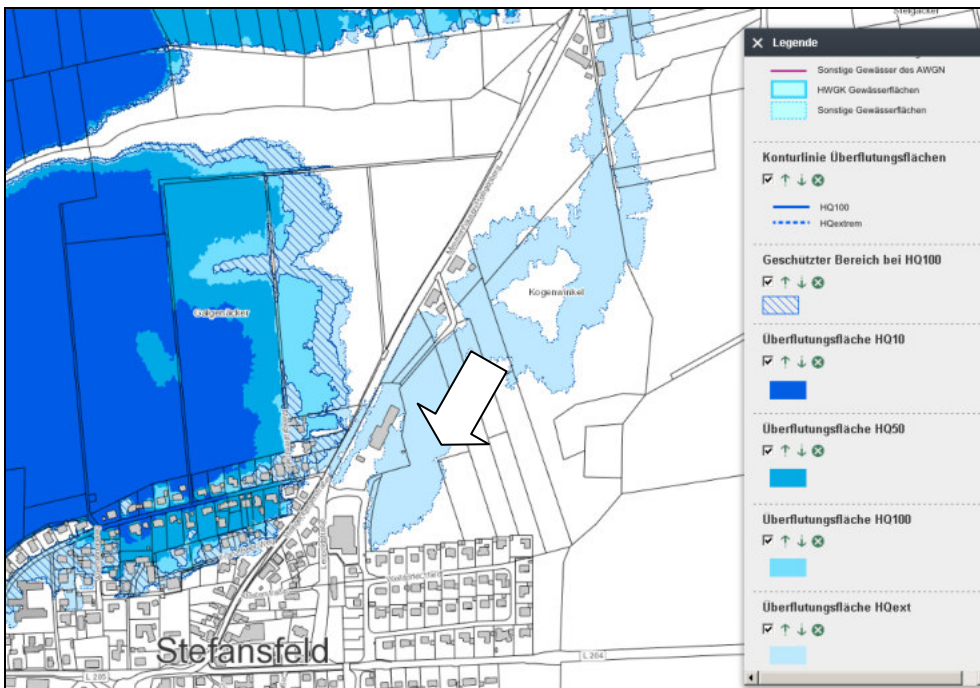 Steigäcker
Galgenäcker
Kogenwinkel
Stefansfeld
L 205
L 204
Legende
Sonstige Gewässer des AWGN
HWGK Gewässerflächen
Sonstige Gewässerflächen
Konturlinie Überflutungsflächen
HQ100
HQextrem
Geschützter Bereich bei HQ100
Überflutungsfläche HQ10
Überflutungsfläche HQ50
Überflutungsfläche HQ100
Überflutungsfläche HQext